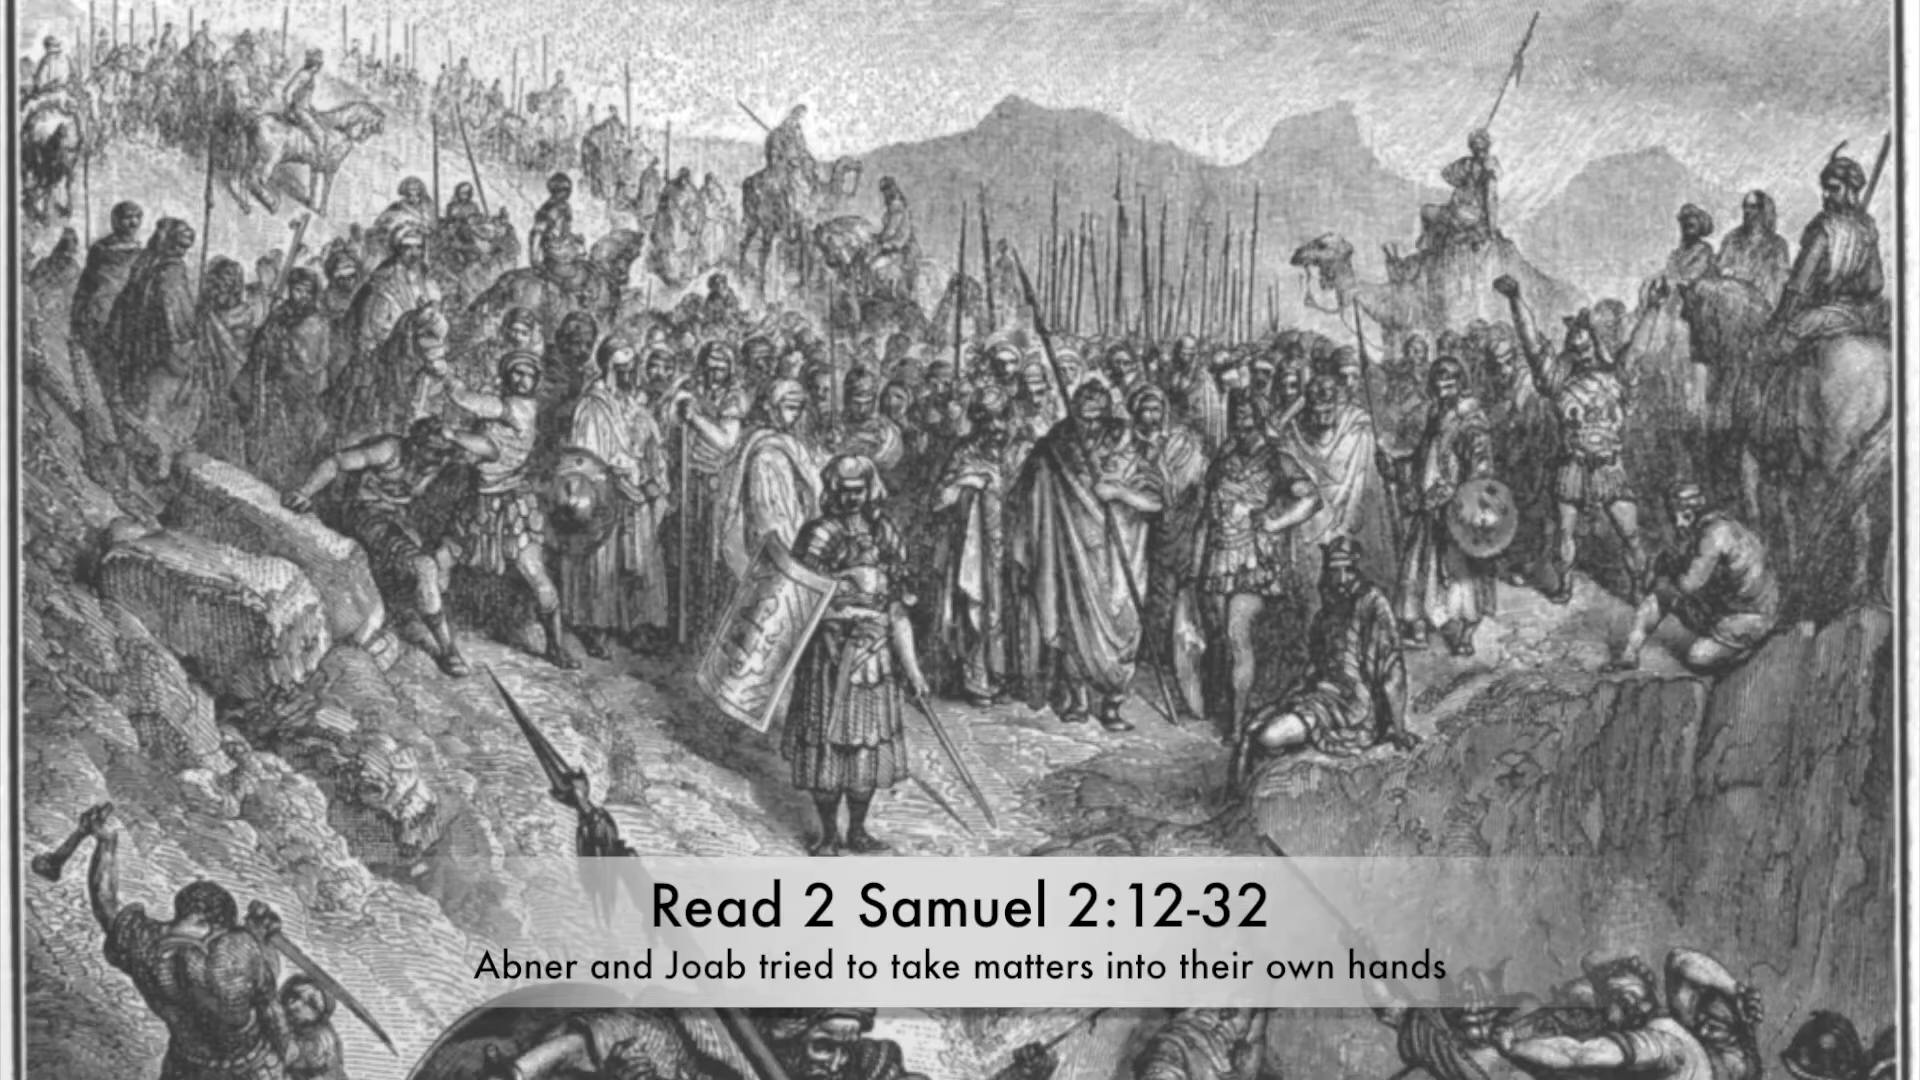 Read 2 Samuel 2:12-32
Abner and Joab tried to take matters into their own hands